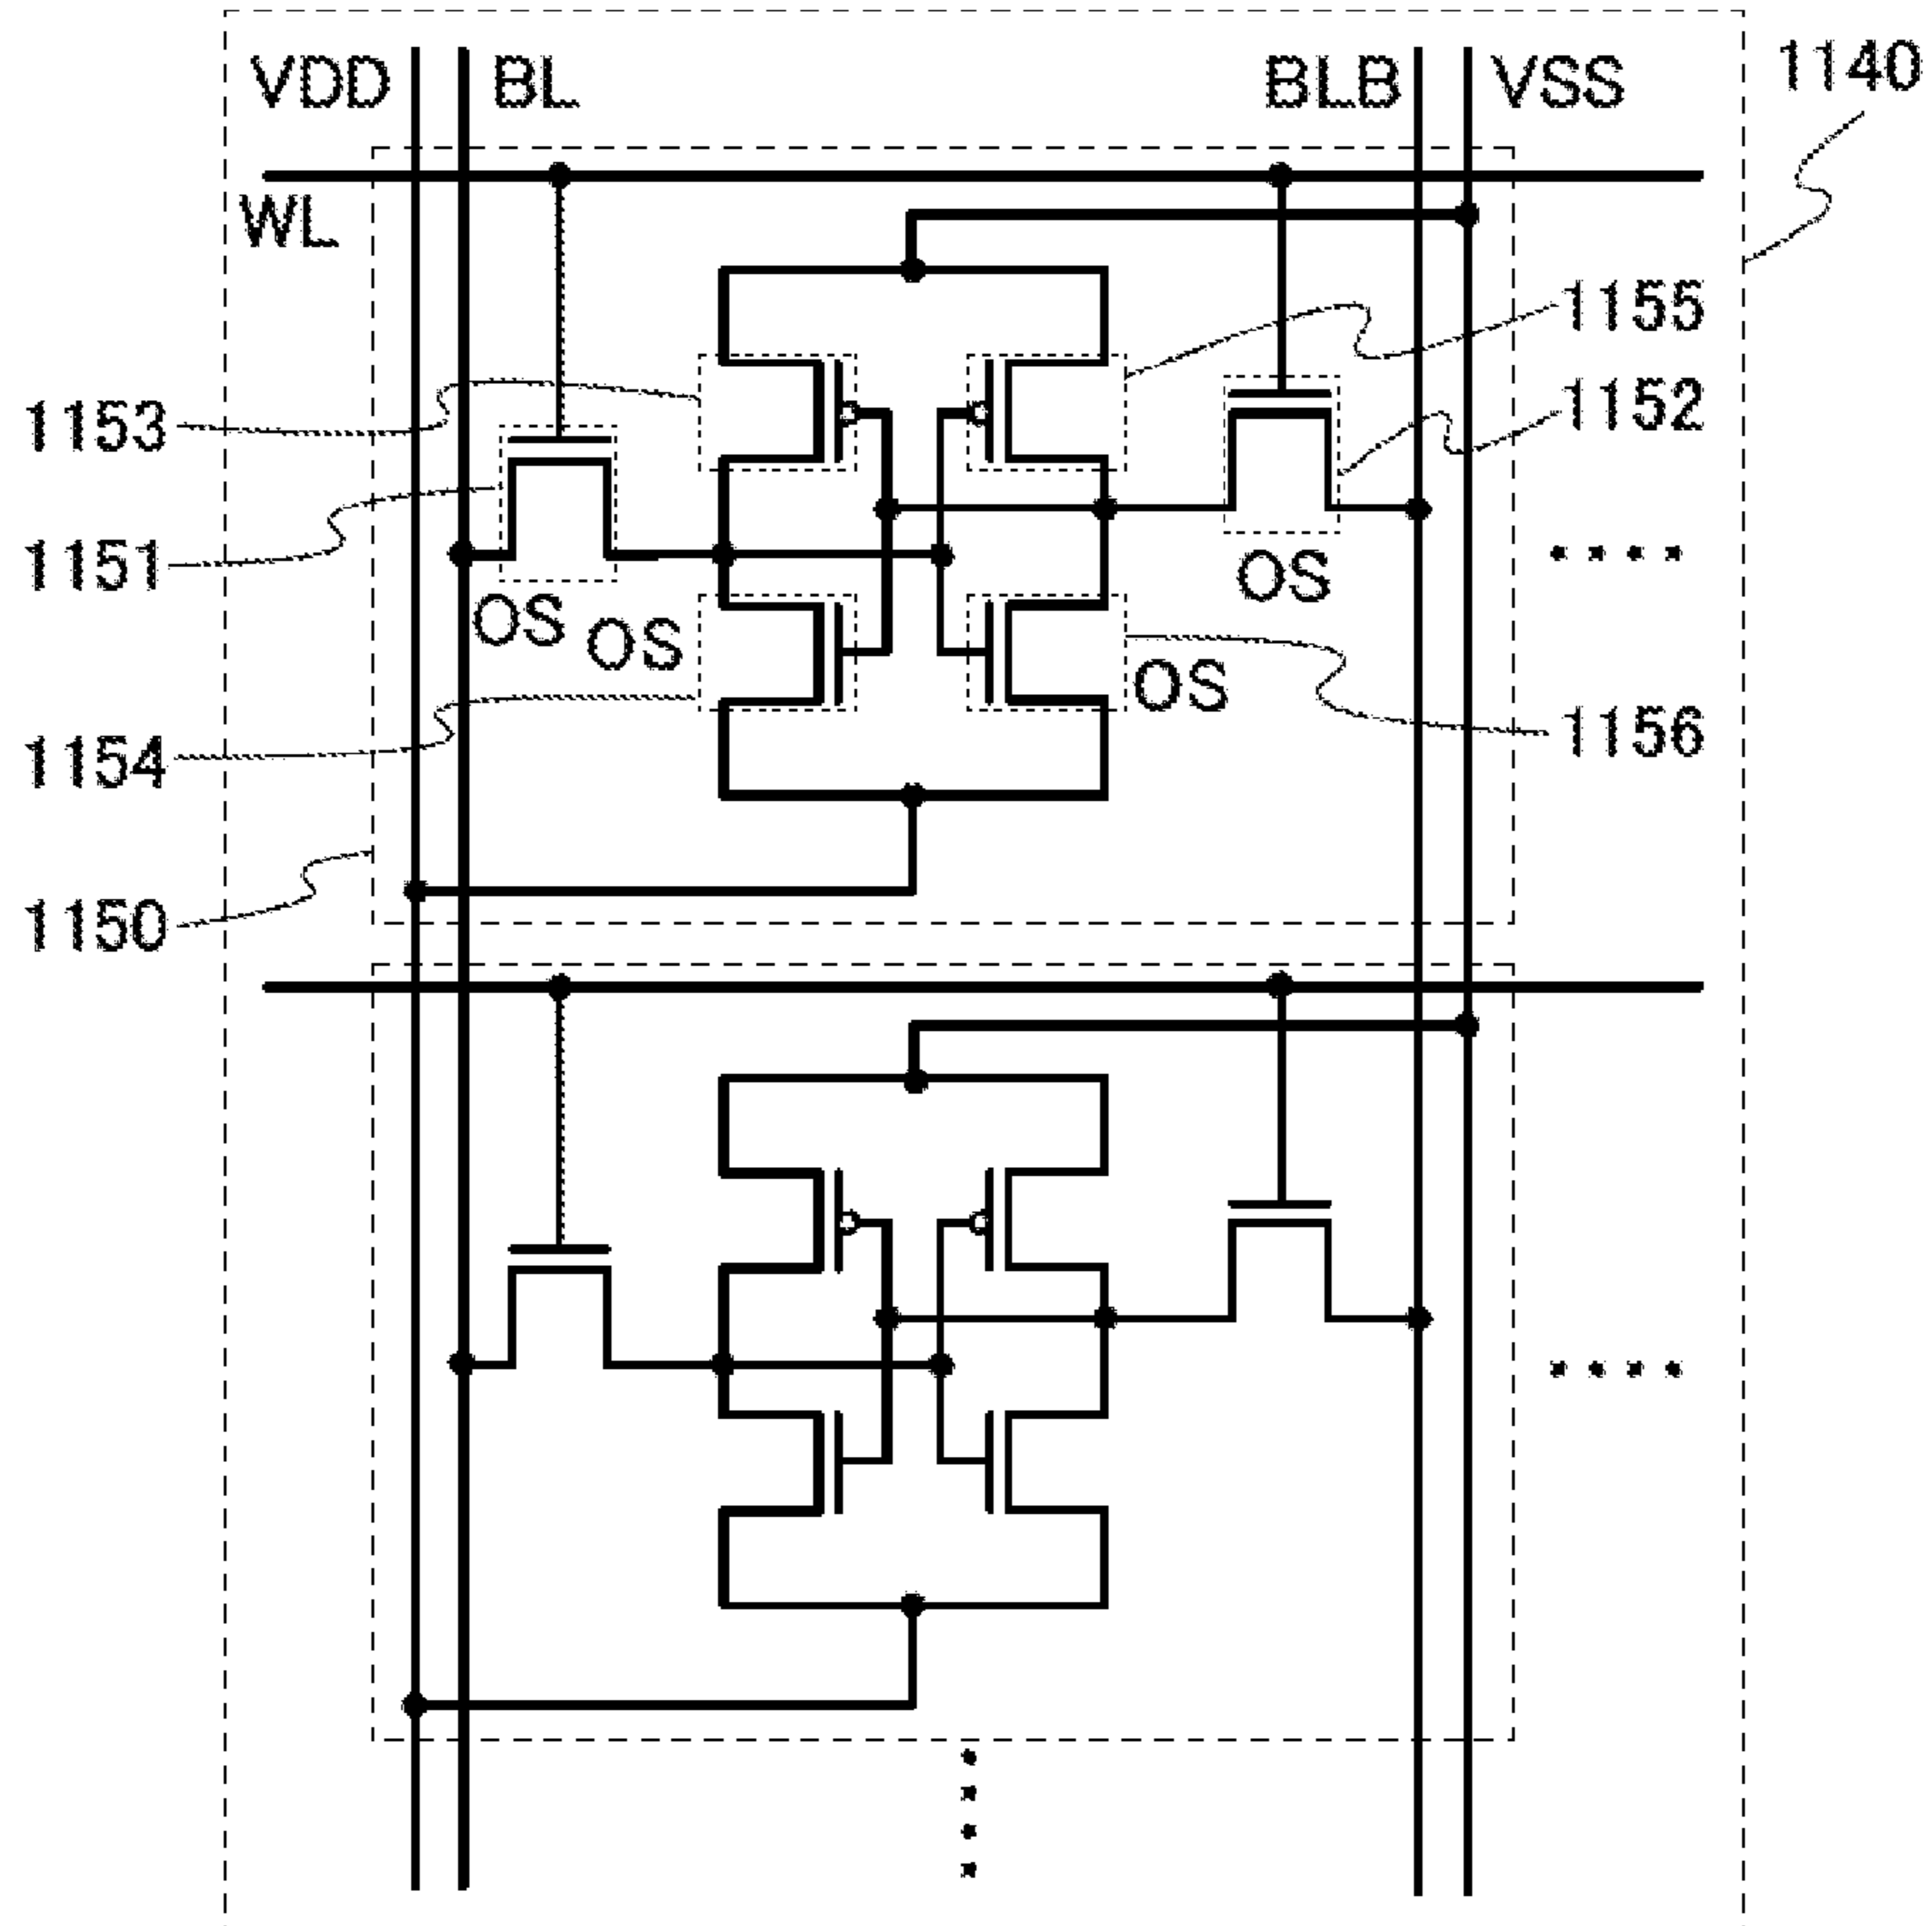 VDD BL BLB VSS 1140
WL
1155
1153 1152
1151 OS
OS OS
OS
1154 1156
1150